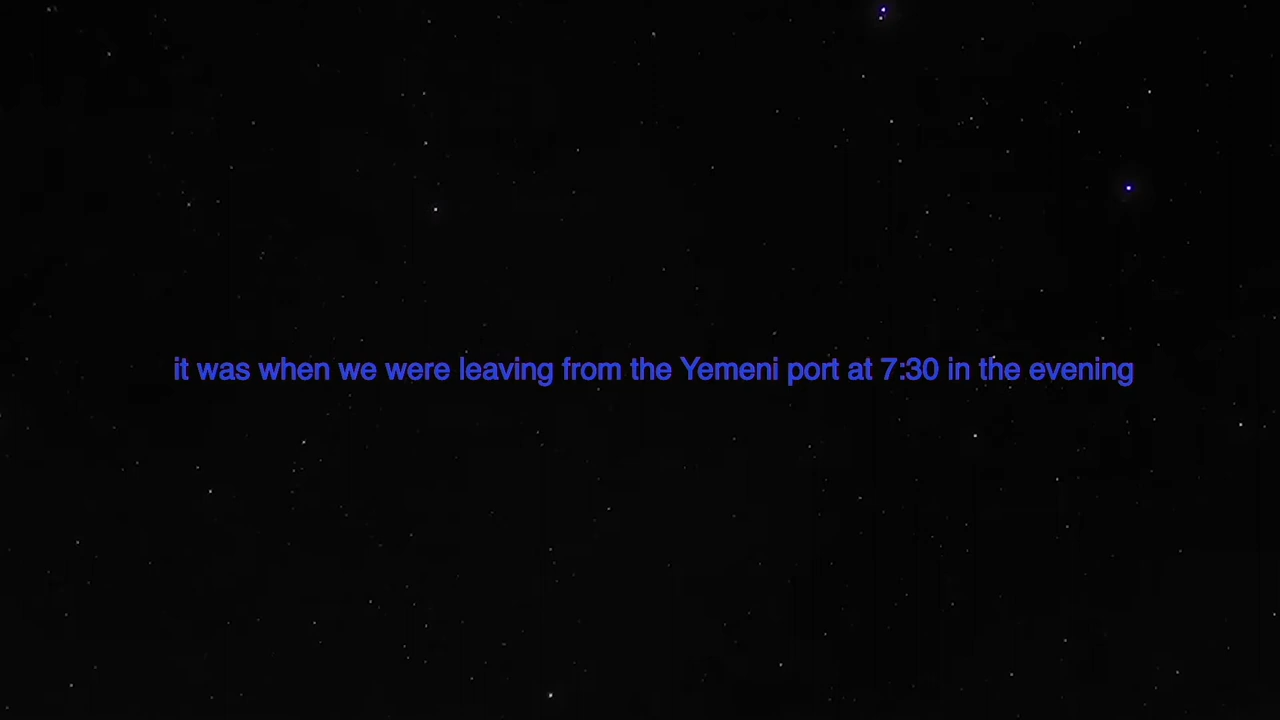 it was when we were leaving from the Yemeni port at 7:30 in the evening